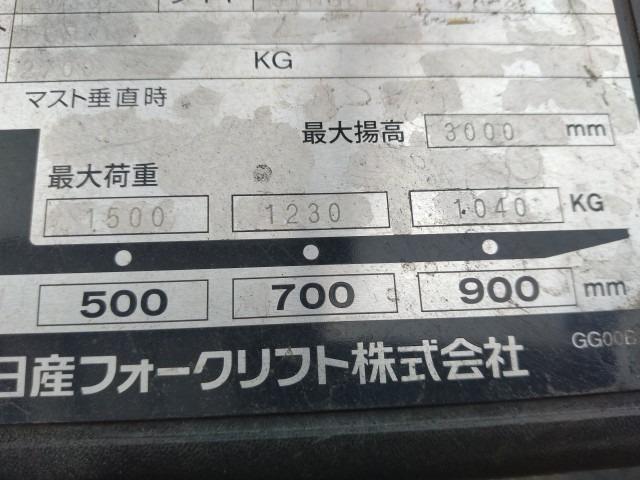 KG
マスト垂直時
最大揚高 3000 mm
最大荷重
1500 1230 1040 KG
500 700 900 mm
日産フォークリフト株式会社 GG00E